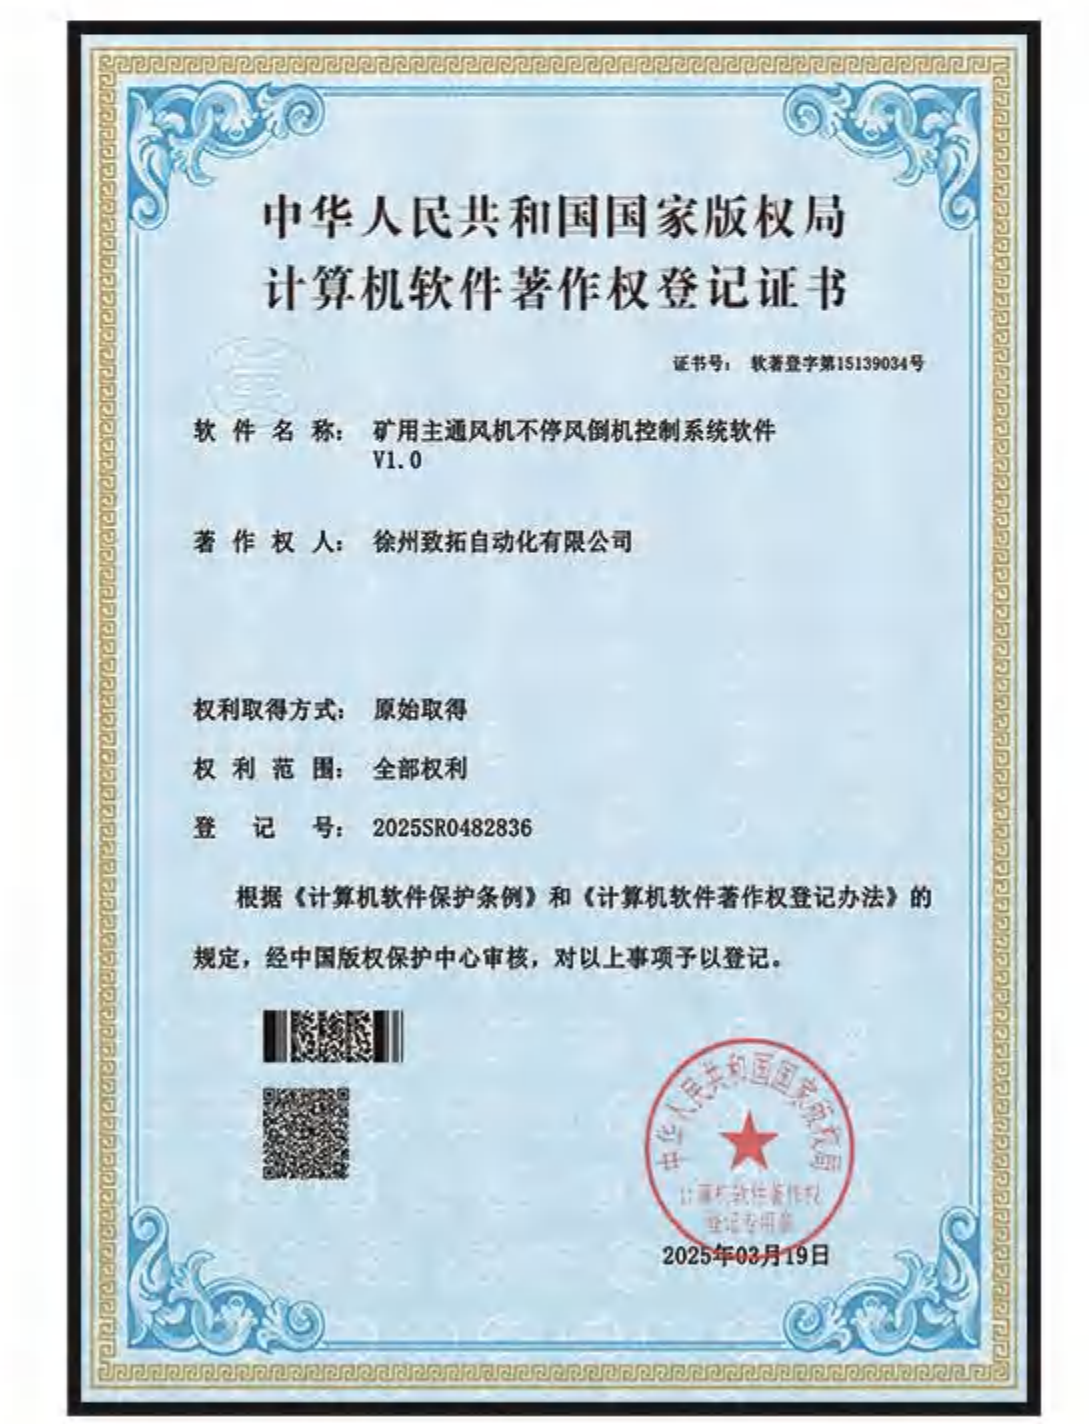 中华人民共和国国家版权局
计算机软件著作权登记证书
证书号： 软著登字第15139034号
软件名称： 矿用主通风机不停风倒机控制系统软件
V1.0
著作权人： 徐州致拓自动化有限公司
权利取得方式： 原始取得
权利范围： 全部权利
登记号： 2025SR0482836
根据《计算机软件保护条例》和《计算机软件著作权登记办法》的
规定，经中国版权保护中心审核，对以上事项予以登记。
中华人民共和国国家版权局
计算机软件著作权
登记专用章
2025年03月19日